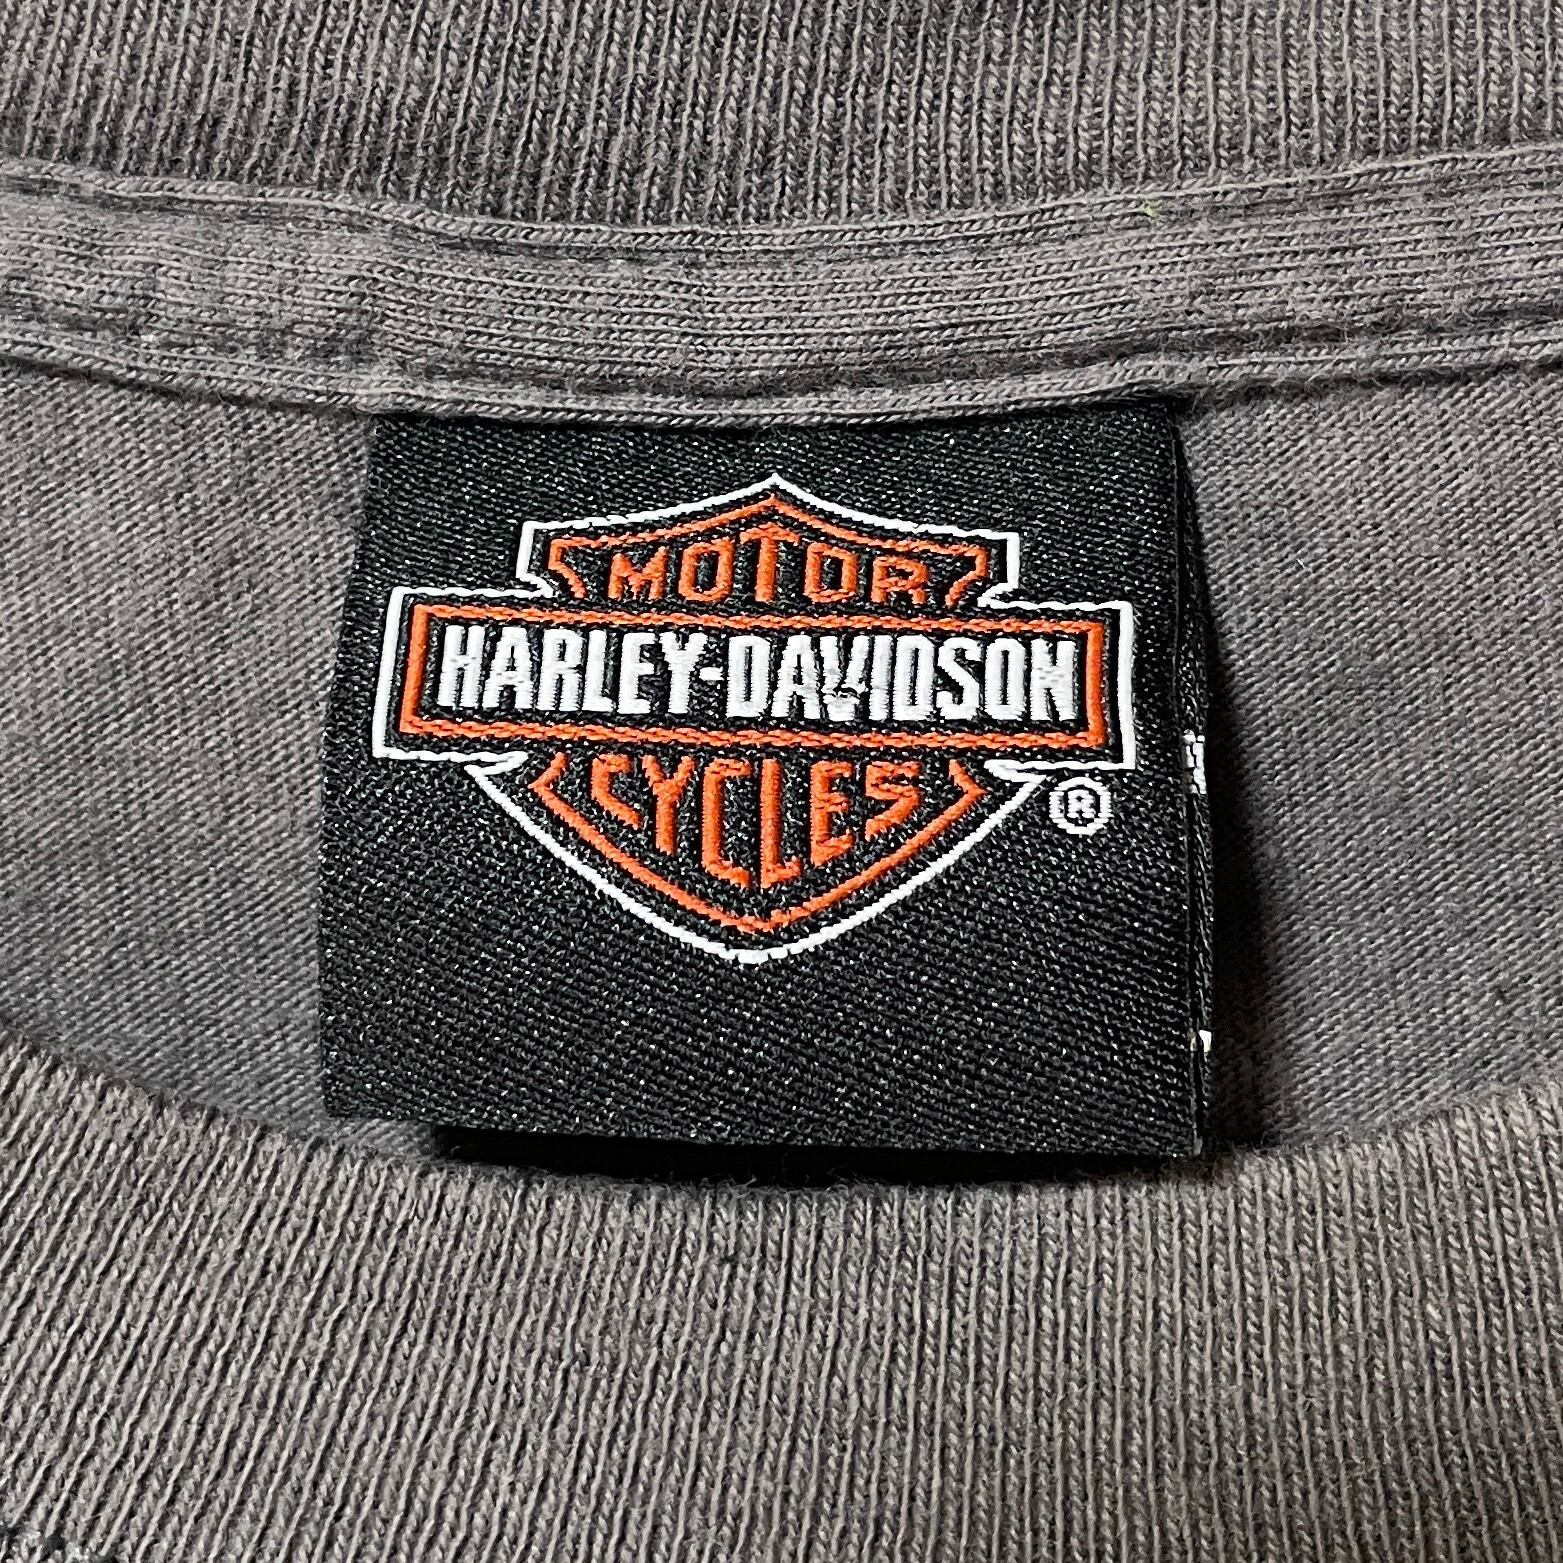 MOTOR
HARLEY-DAVIDSON
CYCLES
®